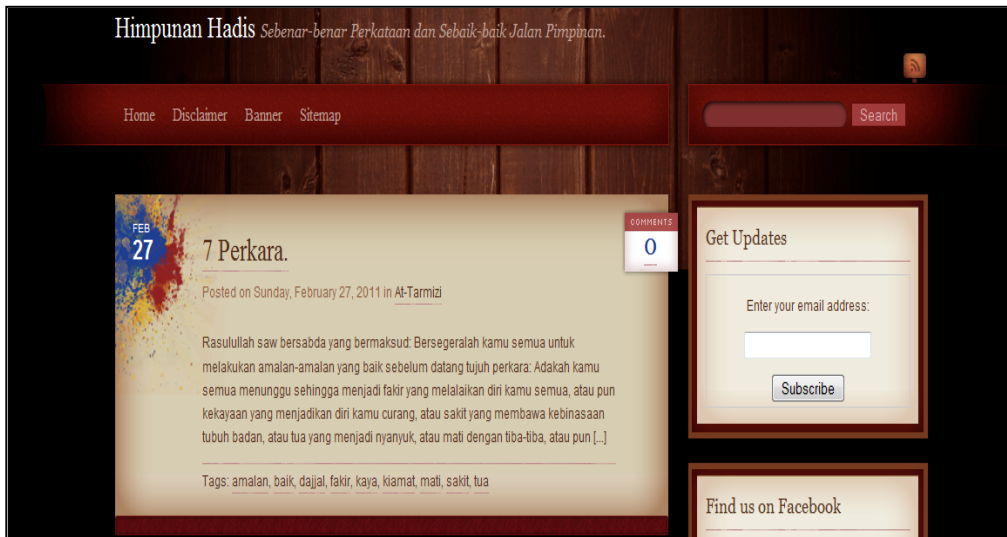 Himpunan Hadis Sebenar-benar Perkataan dan Sebaik-baik Jalan Pimpinan.
Home Disclaimer Banner Sitemap
Search
FEB
27
7 Perkara.
COMMENTS
0
Posted on Sunday, February 27, 2011 in At-Tarmizi
Rasulullah saw bersabda yang bermaksud: Bersegeralah kamu semua untuk
melakukan amalan-amalan yang baik sebelum datang tujuh perkara: Adakah kamu
semua menunggu sehingga menjadi fakir yang melalaikan diri kamu semua, atau pun
kekayaan yang menjadikan diri kamu curang, atau sakit yang membawa kebinasaan
tubuh badan, atau tua yang menjadi nyanyuk, atau mati dengan tiba-tiba, atau pun [...]
Tags: amalan, baik, dajjal, fakir, kaya, kiamat, mati, sakit, tua
Get Updates
Enter your email address:
Subscribe
Find us on Facebook